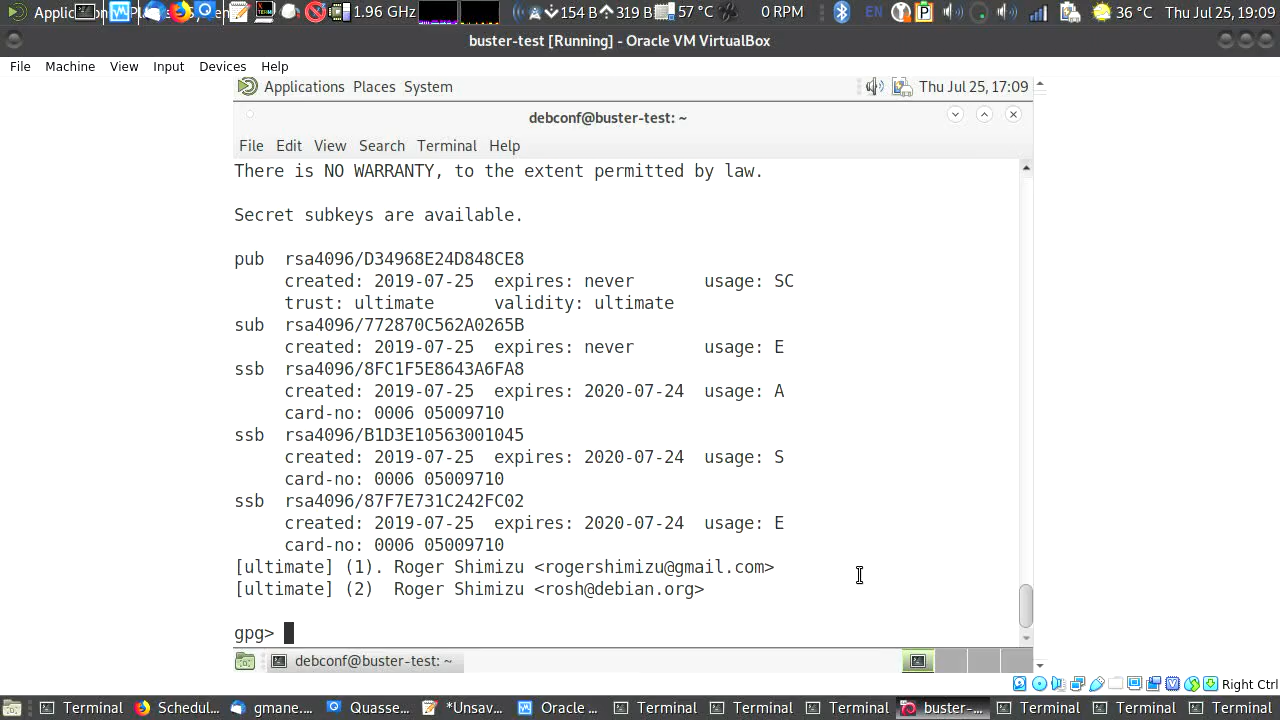 Applications
1.96 GHz
154 B
319 B
57 °C
0 RPM
EN
36 °C
Thu Jul 25, 19:09
buster-test [Running] - Oracle VM VirtualBox
File Machine View Input Devices Help
Applications Places System
Thu Jul 25, 17:09
debconf@buster-test: ~
File Edit View Search Terminal Help
There is NO WARRANTY, to the extent permitted by law.
Secret subkeys are available.
pub rsa4096/D34968E24D848CE8
created: 2019-07-25 expires: never usage: SC
trust: ultimate validity: ultimate
sub rsa4096/772870C562A0265B
created: 2019-07-25 expires: never usage: E
ssb rsa4096/8FC1F5E8643A6FA8
created: 2019-07-25 expires: 2020-07-24 usage: A
card-no: 0006 05009710
ssb rsa4096/B1D3E10563001045
created: 2019-07-25 expires: 2020-07-24 usage: S
card-no: 0006 05009710
ssb rsa4096/87F7E731C242FC02
created: 2019-07-25 expires: 2020-07-24 usage: E
card-no: 0006 05009710
[ultimate] (1). Roger Shimizu <rogershimizu@gmail.com>
[ultimate] (2) Roger Shimizu <rosh@debian.org>
gpg>
debconf@buster-test: ~
Right Ctrl
Terminal
Schedul...
gmane....
Quasse...
*Unsav...
Oracle ...
Terminal
Terminal
Terminal
buster-...
Terminal
Terminal
Terminal